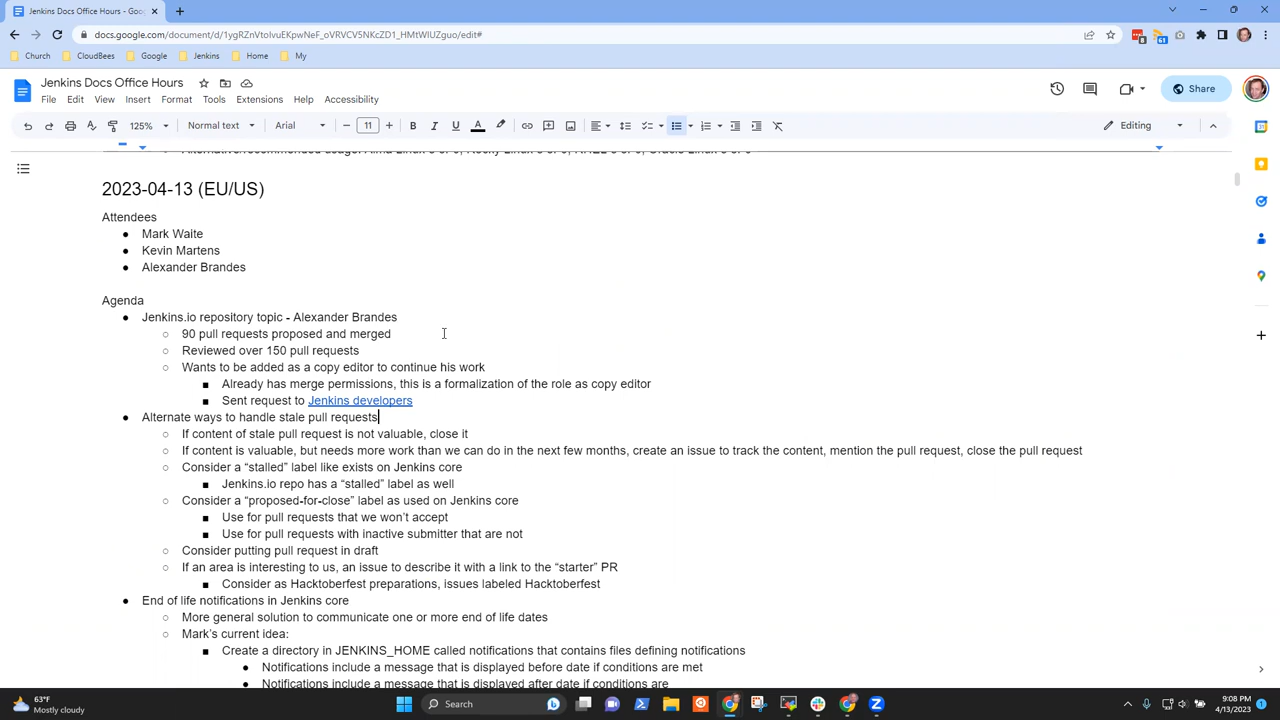 Jenkins Docs Office Hours - Goo
docs.google.com/document/d/1ygRZnVtoIvuEKpwNeF_oVRVCV5NKcZD1_HMtWIUZguo/edit#
Church
CloudBees
Google
Jenkins
Home
My
Jenkins Docs Office Hours
File Edit View Insert Format Tools Extensions Help Accessibility
Share
125% Normal text Arial 11 Editing
2023-04-13 (EU/US)
Attendees
● Mark Waite
● Kevin Martens
● Alexander Brandes
Agenda
● Jenkins.io repository topic - Alexander Brandes
○ 90 pull requests proposed and merged
○ Reviewed over 150 pull requests
○ Wants to be added as a copy editor to continue his work
■ Already has merge permissions, this is a formalization of the role as copy editor
■ Sent request to Jenkins developers
● Alternate ways to handle stale pull requests
○ If content of stale pull request is not valuable, close it
○ If content is valuable, but needs more work than we can do in the next few months, create an issue to track the content, mention the pull request, close the pull request
○ Consider a “stalled” label like exists on Jenkins core
■ Jenkins.io repo has a “stalled” label as well
○ Consider a “proposed-for-close” label as used on Jenkins core
■ Use for pull requests that we won’t accept
■ Use for pull requests with inactive submitter that are not
○ Consider putting pull request in draft
○ If an area is interesting to us, an issue to describe it with a link to the “starter” PR
■ Consider as Hacktoberfest preparations, issues labeled Hacktoberfest
● End of life notifications in Jenkins core
○ More general solution to communicate one or more end of life dates
○ Mark’s current idea:
■ Create a directory in JENKINS_HOME called notifications that contains files defining notifications
● Notifications include a message that is displayed before date if conditions are met
● Notifications include a message that is displayed after date if conditions are
63°F
Mostly cloudy
Search
9:08 PM
4/13/2023